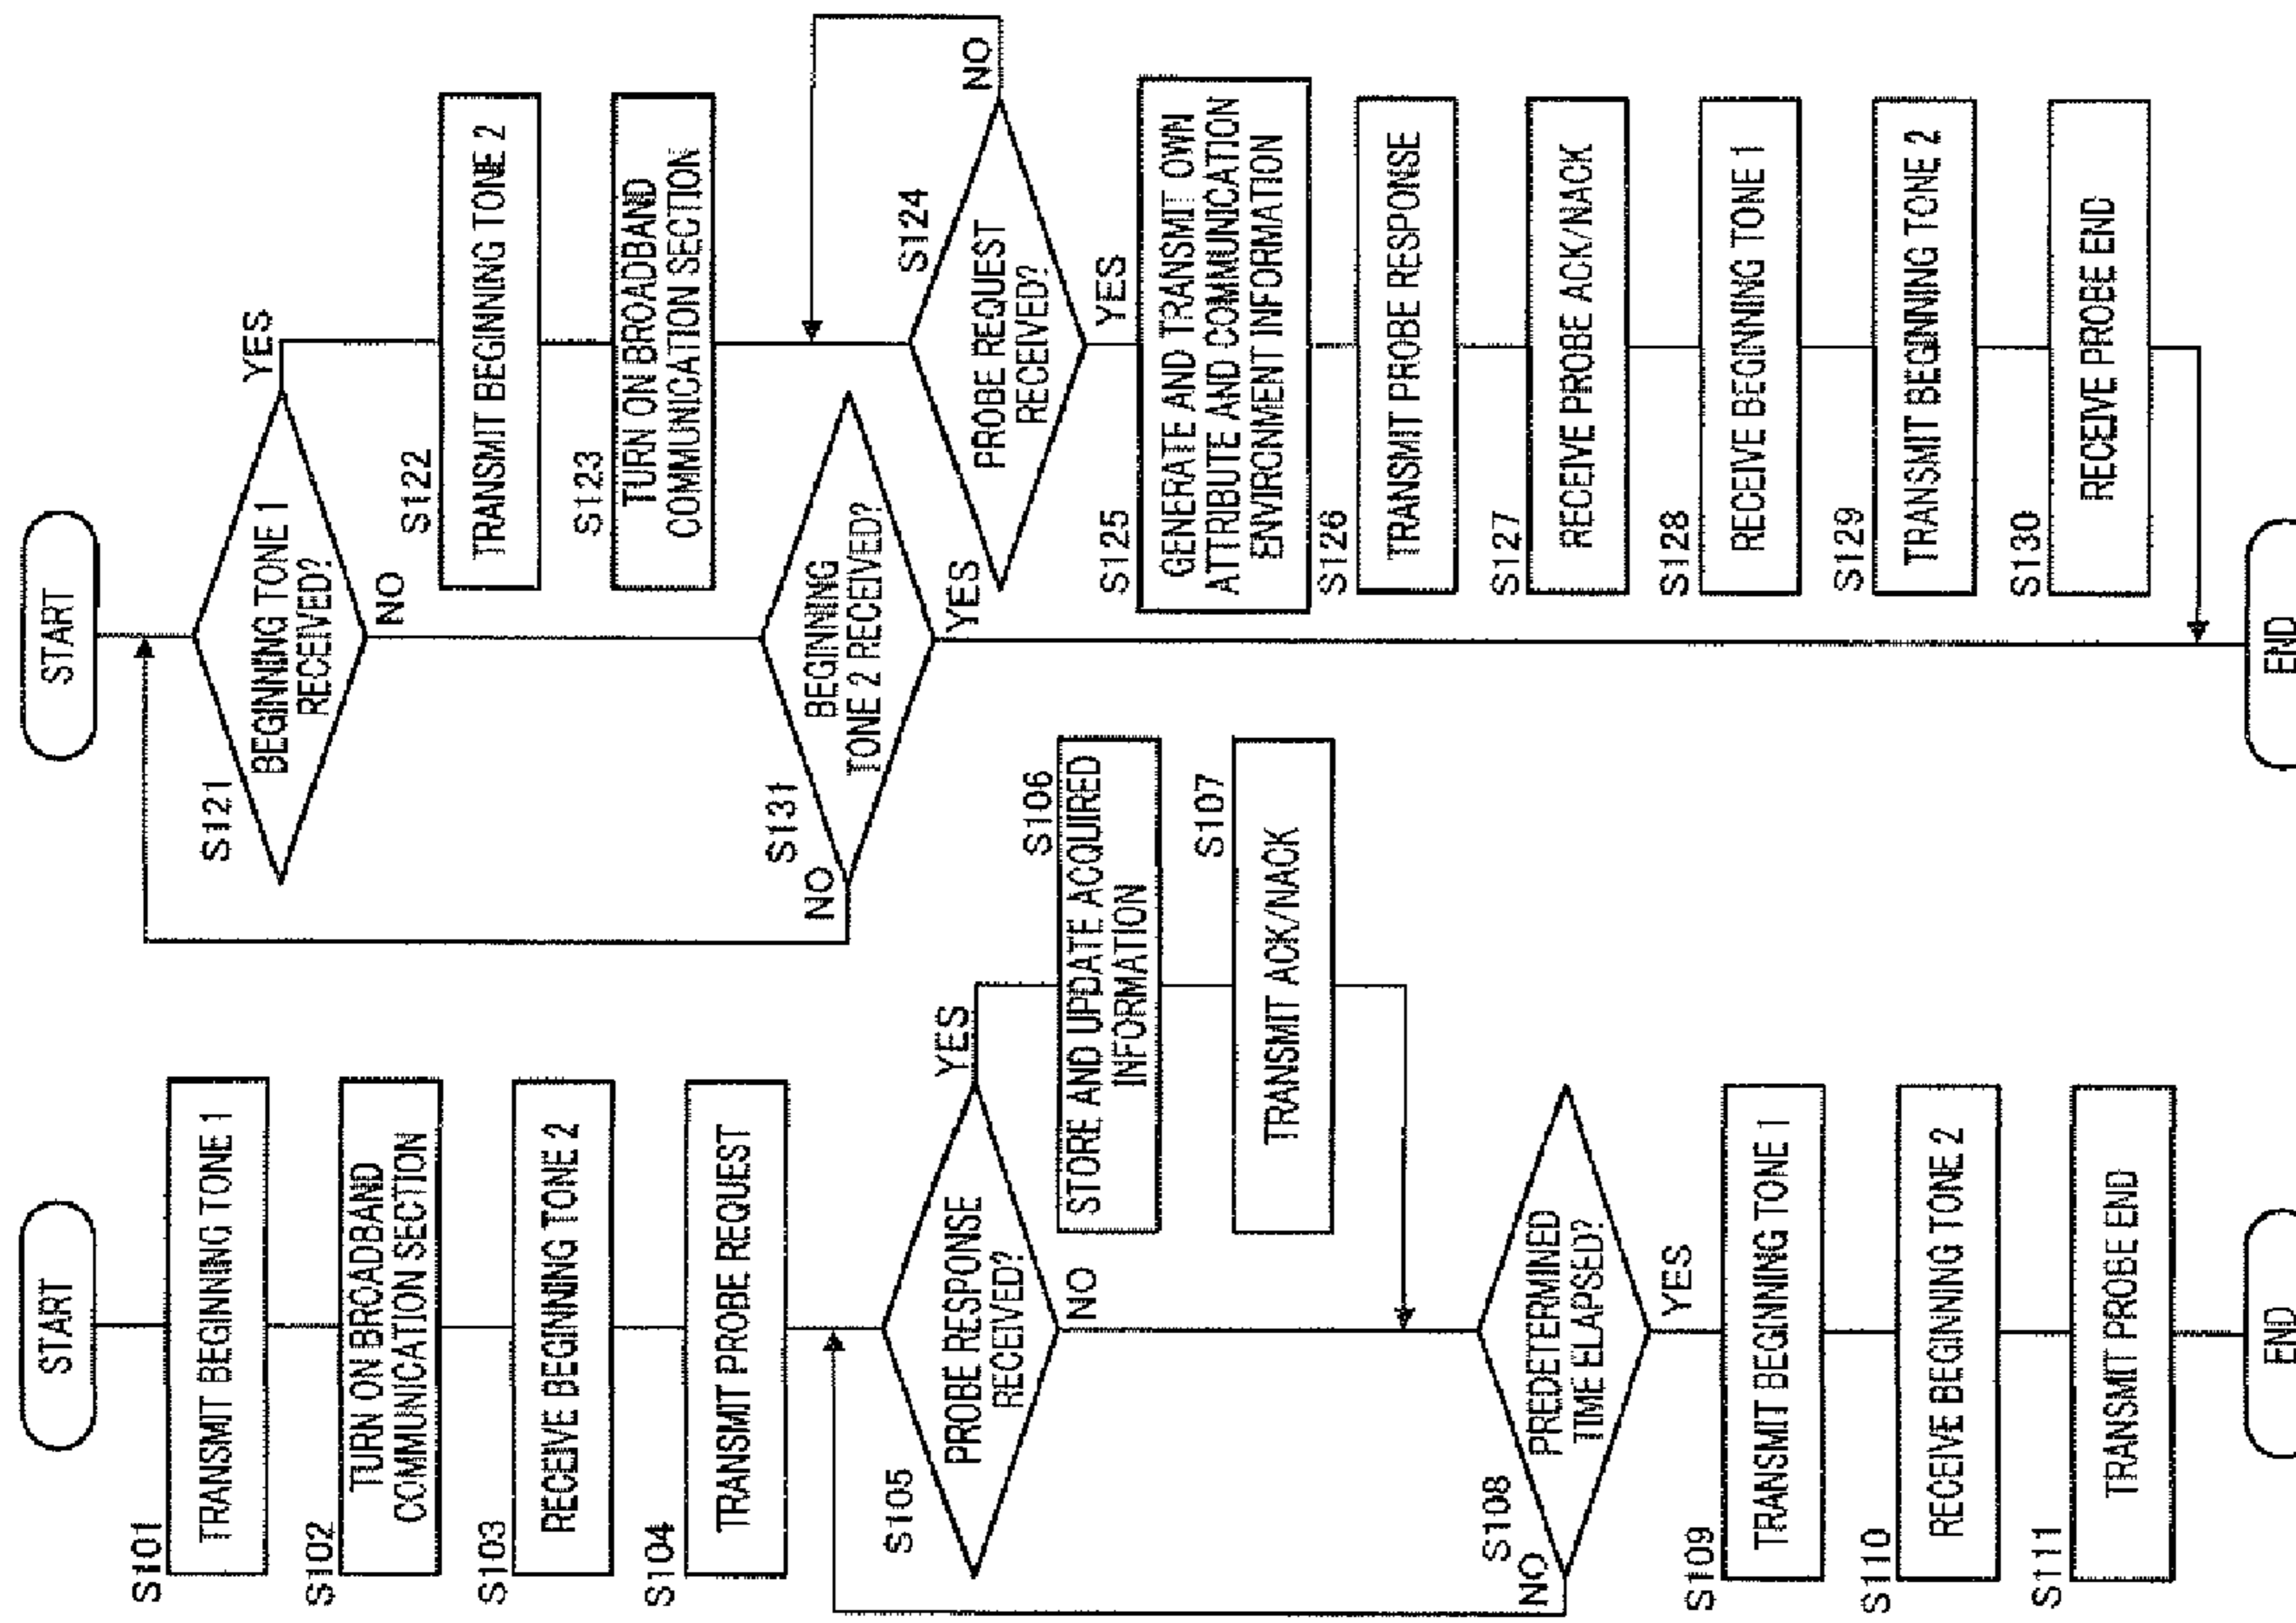 START
S101
TRANSMIT BEGINNING TONE 1
S102
TURN ON BROADBAND
COMMUNICATION SECTION
S103
RECEIVE BEGINNING TONE 2
S104
TRANSMIT PROBE REQUEST
S105
PROBE RESPONSE
RECEIVED?
YES
NO
S106
STORE AND UPDATE ACQUIRED
INFORMATION
S107
TRANSMIT ACK/NACK
S108
PREDETERMINED
TIME ELAPSED?
NO
YES
S109
TRANSMIT BEGINNING TONE 1
S110
RECEIVE BEGINNING TONE 2
S111
TRANSMIT PROBE END
END
START
S121
BEGINNING TONE 1
RECEIVED?
YES
NO
S122
TRANSMIT BEGINNING TONE 2
S123
TURN ON BROADBAND
COMMUNICATION SECTION
S131
BEGINNING
TONE 2 RECEIVED?
NO
YES
S124
PROBE REQUEST
RECEIVED?
NO
YES
S125
GENERATE AND TRANSMIT OWN
ATTRIBUTE AND COMMUNICATION
ENVIRONMENT INFORMATION
S126
TRANSMIT PROBE RESPONSE
S127
RECEIVE PROBE ACK/NACK
S128
RECEIVE BEGINNING TONE 1
S129
TRANSMIT BEGINNING TONE 2
S130
RECEIVE PROBE END
END